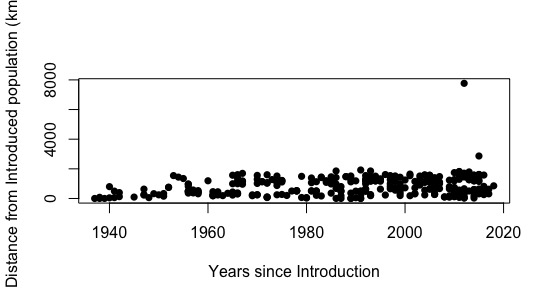 Distance from Introduced population (km
8000
4000
0
1940 1960 1980 2000 2020
Years since Introduction